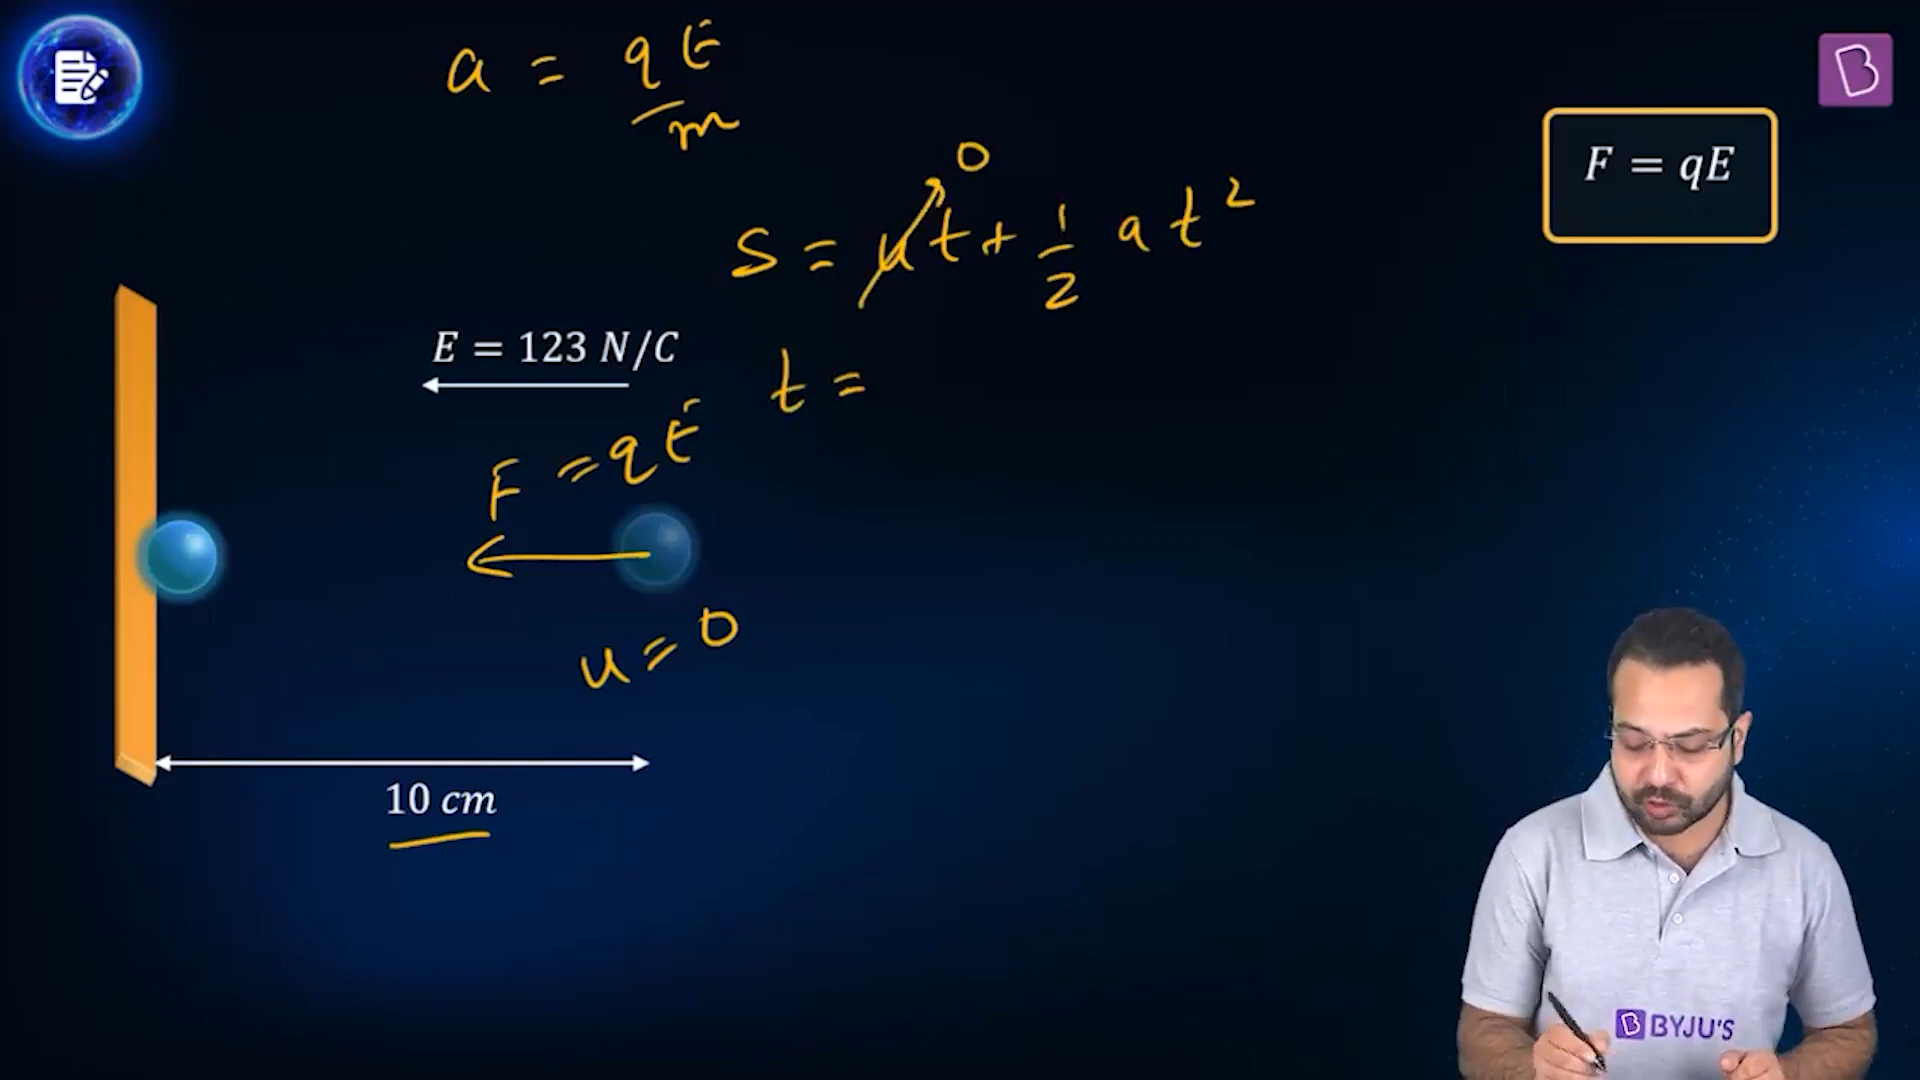 a = qE/m
F = qE
S = ut + 1/2 at²
0
E = 123 N/C
t =
F = qE
u = 0
10 cm
BYJU'S